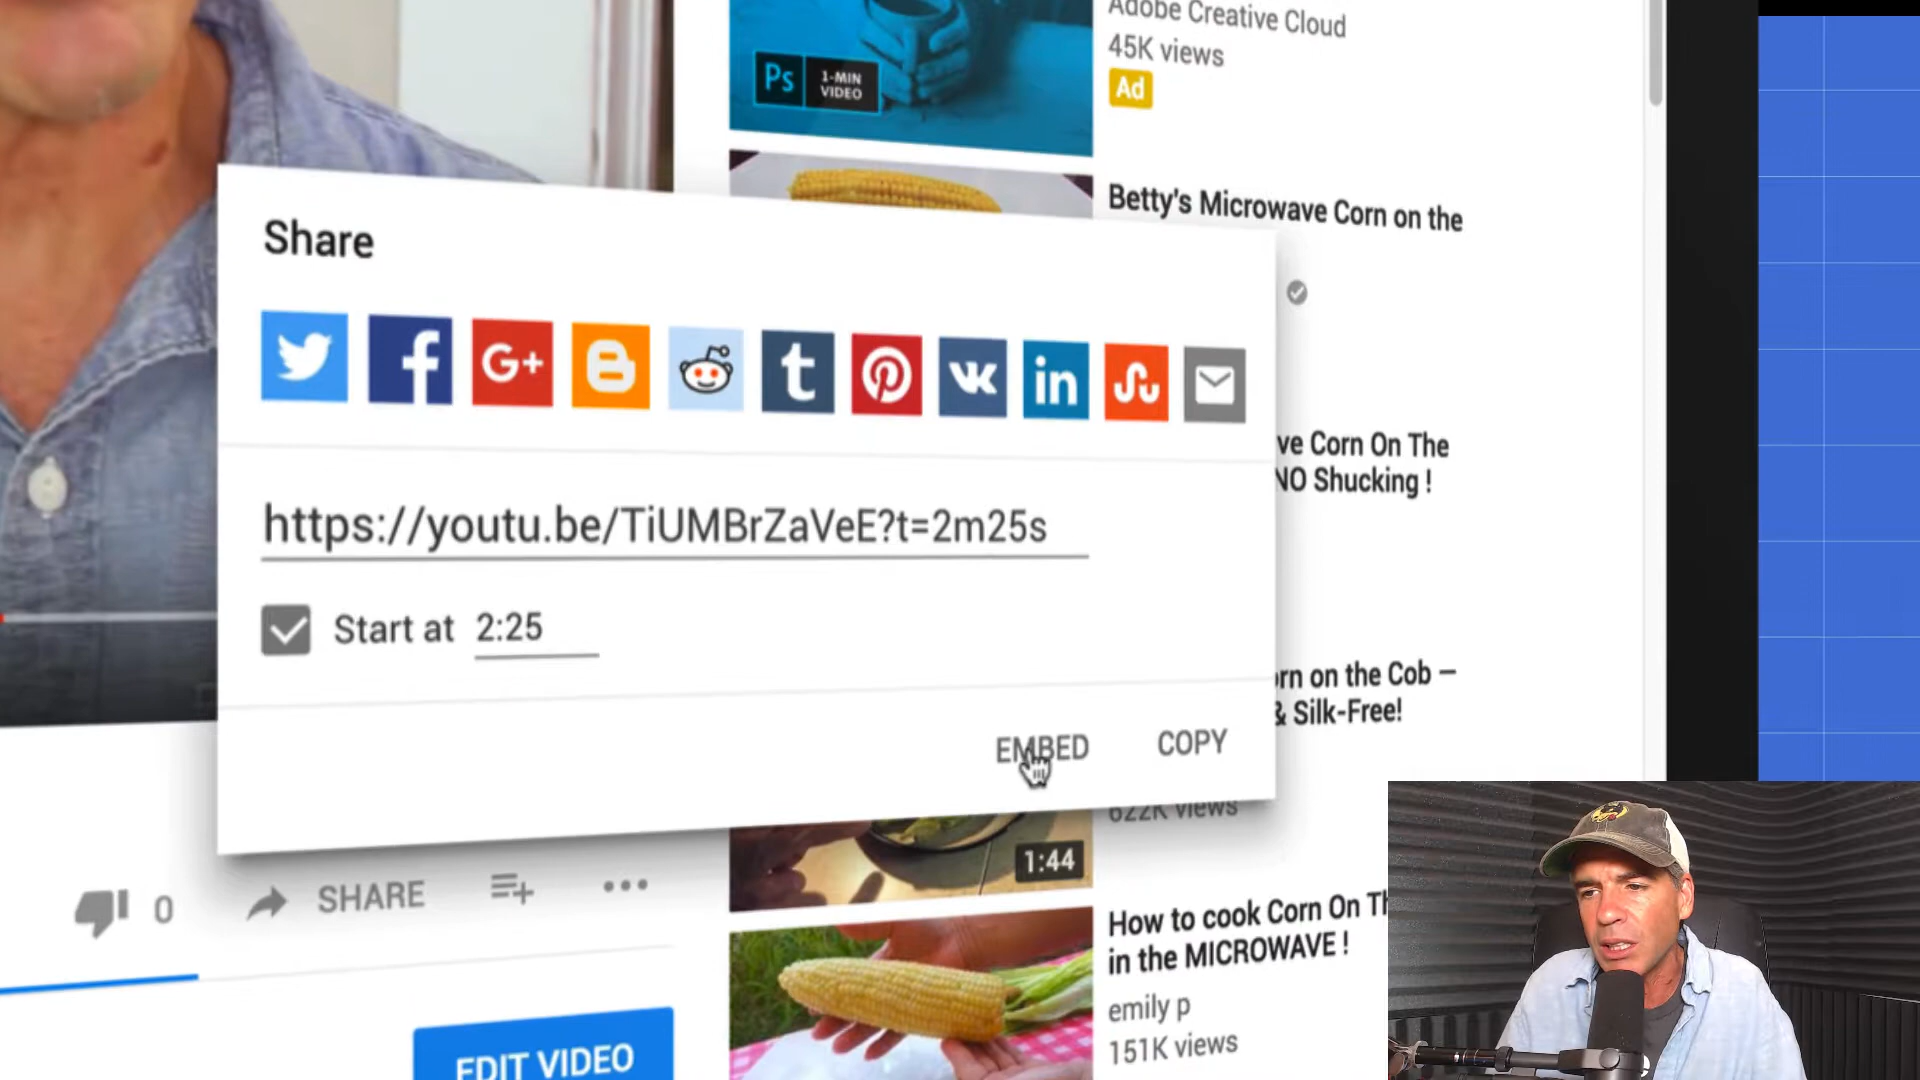 Adobe Creative Cloud
45K views
Ad
Ps
1-MIN
VIDEO
Betty's Microwave Corn on the
Share
G+
t
in
ve Corn On The
NO Shucking !
https://youtu.be/TiUMBrZaVeE?t=2m25s
Start at 2:25
rn on the Cob –
& Silk-Free!
EMBED
COPY
622K views
1:44
0
SHARE
How to cook Corn On Th
in the MICROWAVE !
emily p
151K views
EDIT VIDEO